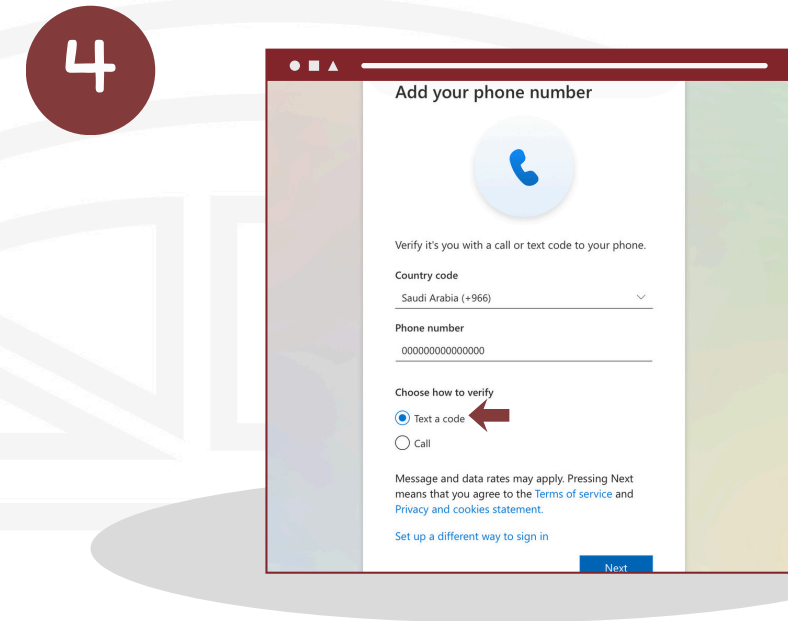 4
Add your phone number
Verify it's you with a call or text code to your phone.
Country code
Saudi Arabia (+966)
Phone number
000000000000000
Choose how to verify
Text a code
Call
Message and data rates may apply. Pressing Next
means that you agree to the Terms of service and
Privacy and cookies statement.
Set up a different way to sign in
Next